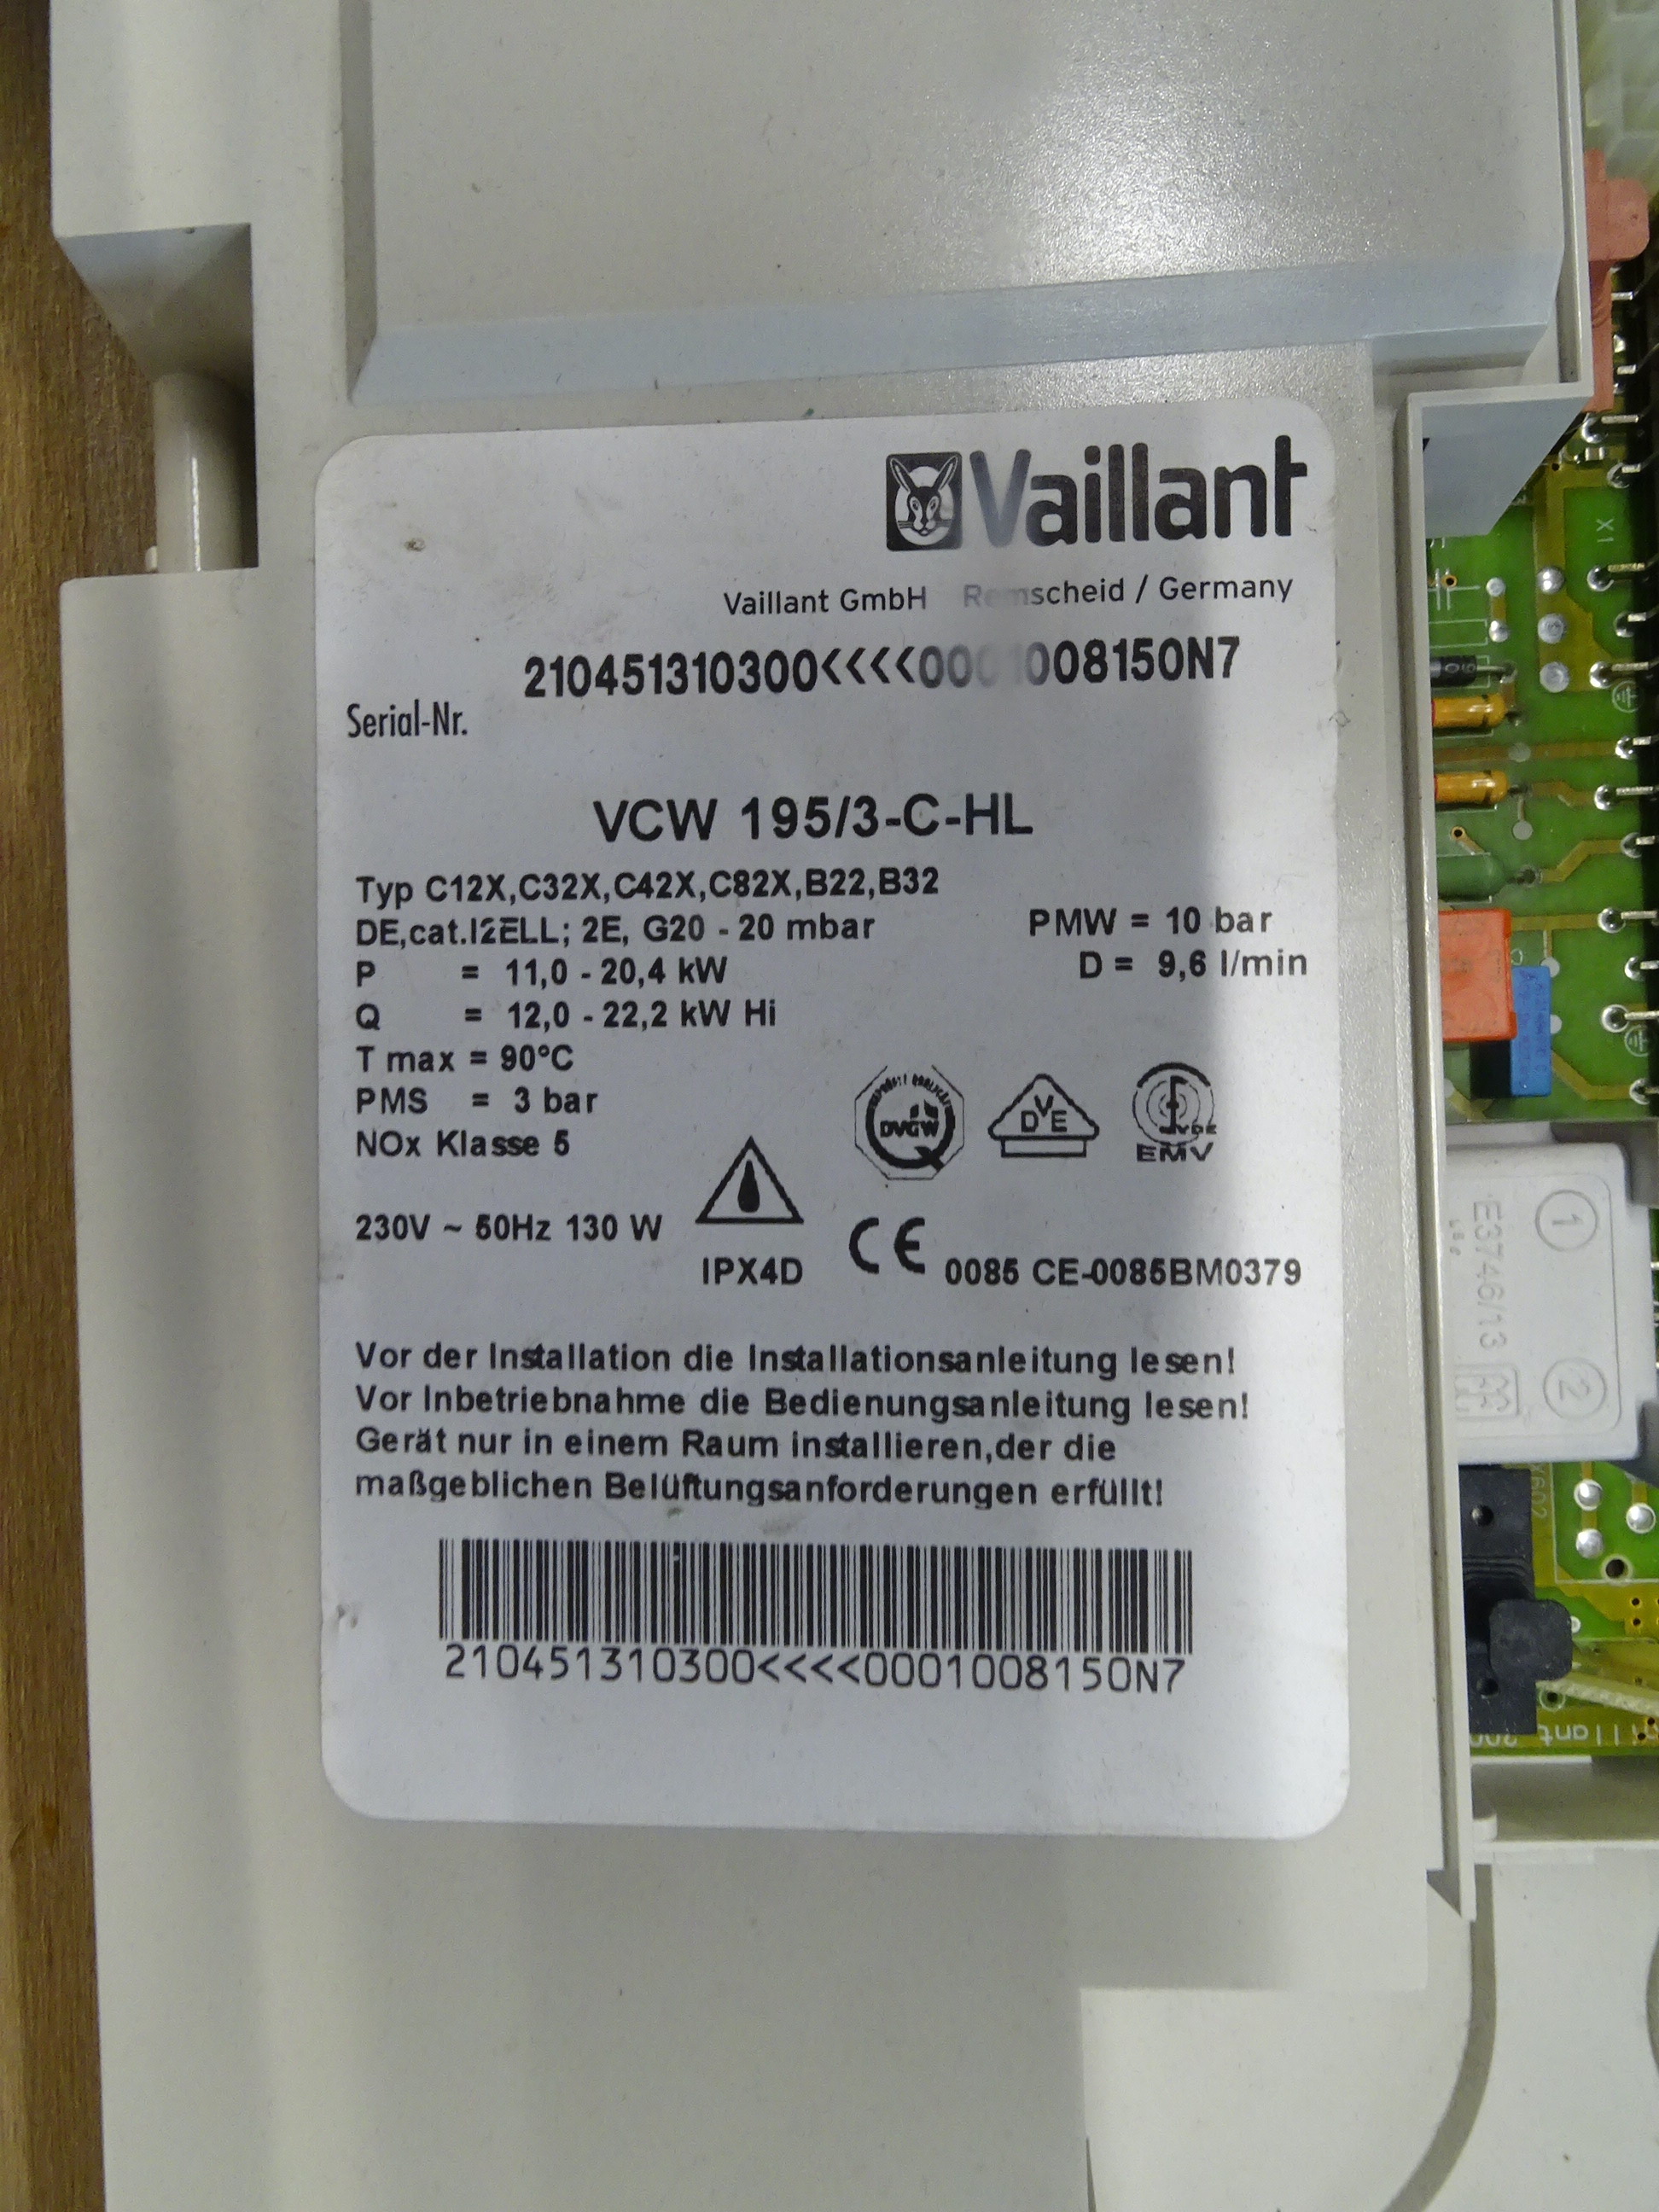 Vaillant
Vaillant GmbH Remscheid / Germany
210451310300<<<<0001008150N7
Serial-Nr.
VCW 195/3-C-HL
Typ C12X,C32X,C42X,C82X,B22,B32
DE,cat.I2ELL; 2E, G20 - 20 mbar PMW = 10 bar
P = 11,0 - 20,4 kW D = 9,6 l/min
Q = 12,0 - 22,2 kW Hi
T max = 90°C
PMS = 3 bar
NOx Klasse 5
DVGW DVE VDE
EMV
230V ~ 50Hz 130 W
IPX4D CE 0085 CE-0085BM0379
Vor der Installation die Installationsanleitung lesen!
Vor Inbetriebnahme die Bedienungsanleitung lesen!
Gerät nur in einem Raum installieren,der die
maßgeblichen Belüftungsanforderungen erfüllt!
210451310300<<<<0001008150N7
X1
1
E3746/13
2